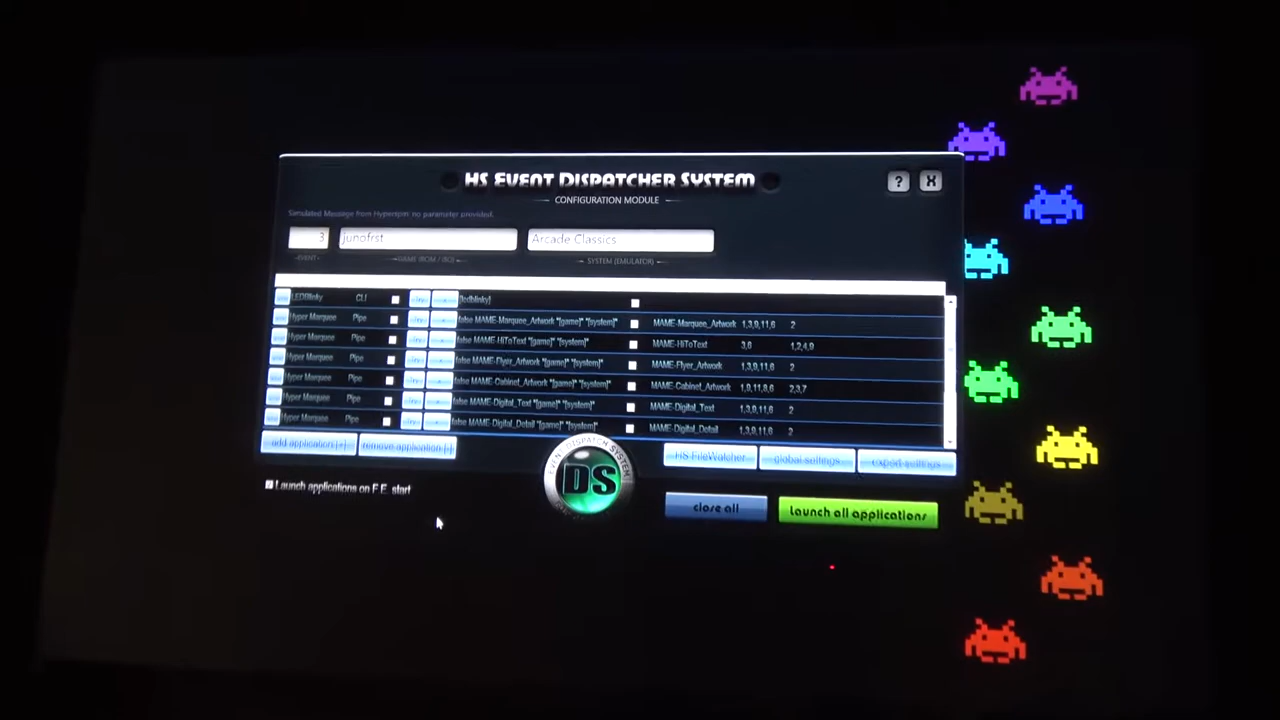 HS EVENT DISPATCHER SYSTEM
? X
CONFIGURATION MODULE
Simulated Message from Hyperspin: no parameter provided.
3 junofrst Arcade Classics
-EVENT- -GAME (ROM / ISO)- SYSTEM (EMULATOR)
LEDBlinky CLI [ledblinky]
Hyper Marquee Pipe false MAME-Marquee_Artwork "[game]" "[system]" MAME-Marquee_Artwork 1,3,9,11,6 2
Hyper Marquee Pipe false MAME-HiToText "[game]" "[system]" MAME-HiToText 3,6 1,2,4,9
Hyper Marquee Pipe false MAME-Flyer_Artwork "[game]" "[system]" MAME-Flyer_Artwork 1,3,9,11,6 2
Hyper Marquee Pipe false MAME-Cabinet_Artwork "[game]" "[system]" MAME-Cabinet_Artwork 1,9,11,8,6 2,3,7
Hyper Marquee Pipe false MAME-Digital_Text "[game]" "[system]" MAME-Digital_Text 1,3,9,11,6 2
Hyper Marquee Pipe false MAME-Digital_Detail "[game]" "[system]" MAME-Digital_Detail 1,3,9,11,6 2
add application [+] remove application [-] HS FileWatcher global settings export settings
EVENT DISPATCH SYSTEM
DS
Launch applications on F.E. start
close all Launch all applications